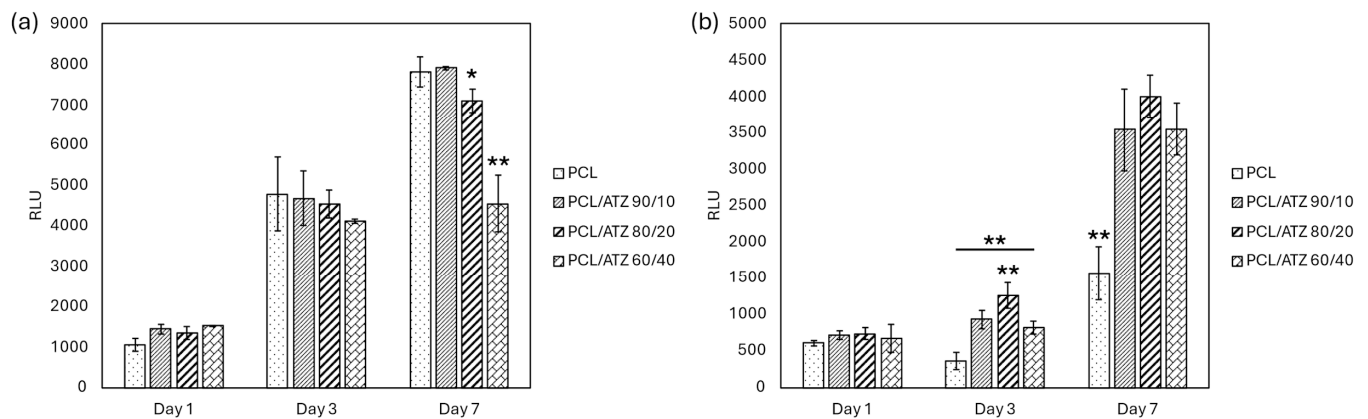 (a)
9000
8000
7000
6000
5000
4000
3000
2000
1000
0
RLU
*
**
Day 1 Day 3 Day 7
PCL
PCL/ATZ 90/10
PCL/ATZ 80/20
PCL/ATZ 60/40
(b)
5000
4500
4000
3500
3000
2500
2000
1500
1000
500
0
RLU
**
**
**
Day 1 Day 3 Day 7
PCL
PCL/ATZ 90/10
PCL/ATZ 80/20
PCL/ATZ 60/40